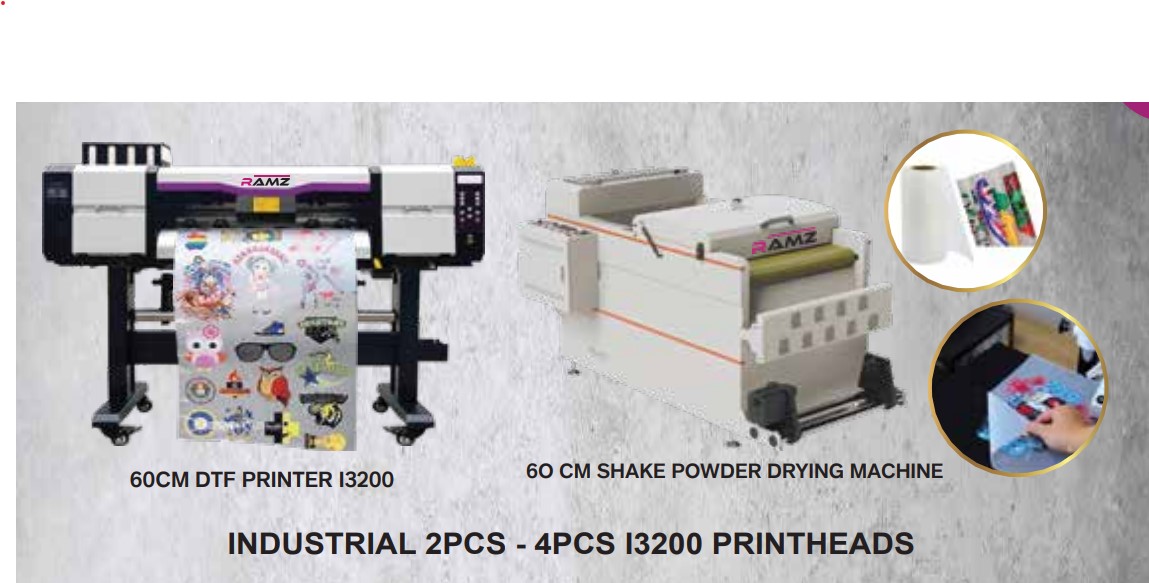 RAMZ
RAMZ
60CM DTF PRINTER I3200
6O CM SHAKE POWDER DRYING MACHINE
INDUSTRIAL 2PCS - 4PCS I3200 PRINTHEADS